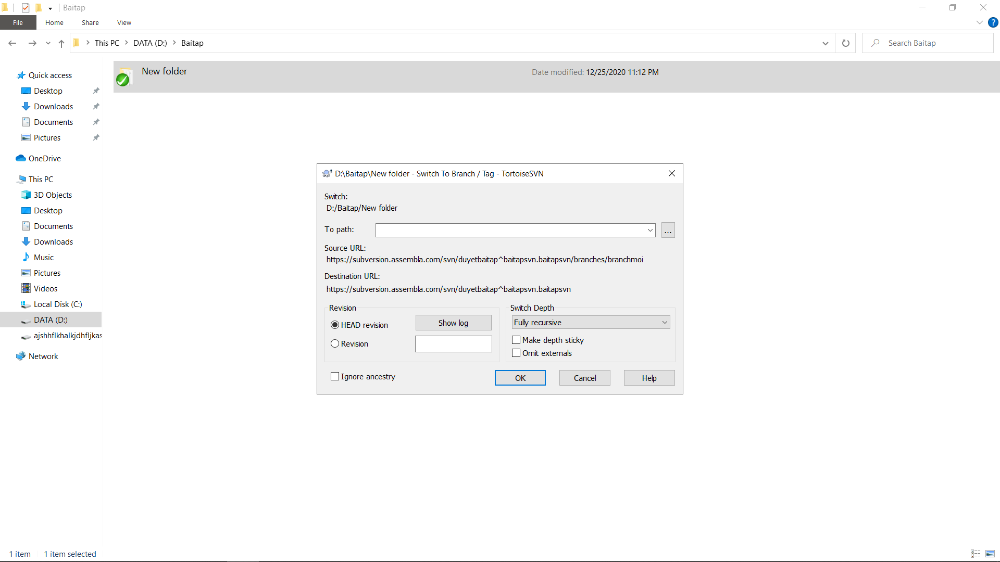 Baitap
File Home Share View
This PC DATA (D:) Baitap
Search Baitap
New folder
Date modified: 12/25/2020 11:12 PM
Quick access
Desktop
Downloads
Documents
Pictures
OneDrive
This PC
3D Objects
Desktop
Documents
Downloads
Music
Pictures
Videos
Local Disk (C:)
DATA (D:)
ajshhflkhalkjdhfljkas
Network
D:\Baitap\New folder - Switch To Branch / Tag - TortoiseSVN
Switch:
D:/Baitap/New folder
To path:
...
Source URL:
https://subversion.assembla.com/svn/duyetbaitap^baitapsvn.baitapsvn/branches/branchmoi
Destination URL:
https://subversion.assembla.com/svn/duyetbaitap^baitapsvn.baitapsvn
Revision
HEAD revision
Show log
Revision
Switch Depth
Fully recursive
Make depth sticky
Omit externals
Ignore ancestry
OK
Cancel
Help
1 item 1 item selected